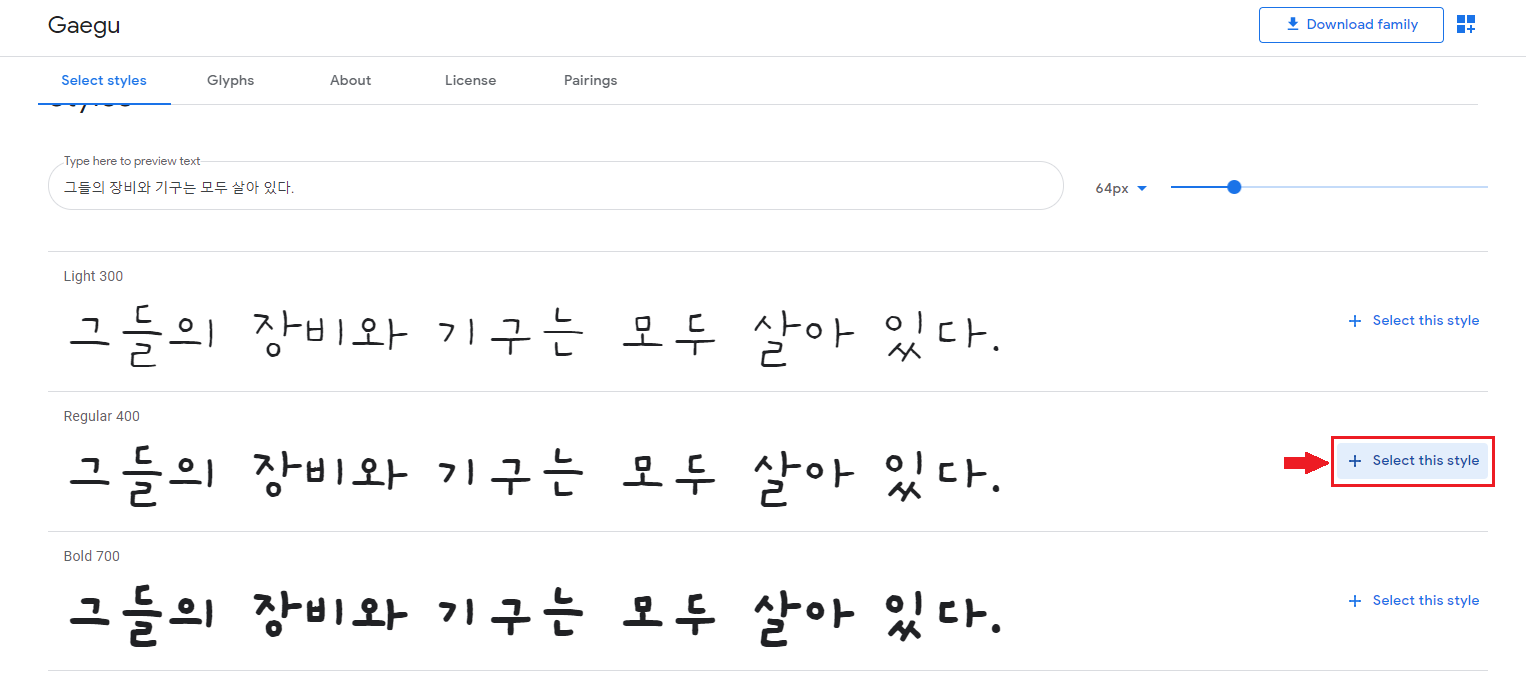 Gaegu
Download family
Select styles Glyphs About License Pairings
Styles
Type here to preview text
그들의 장비와 기구는 모두 살아 있다.
64px
Light 300
그들의 장비와 기구는 모두 살아 있다.
Select this style
Regular 400
그들의 장비와 기구는 모두 살아 있다.
Select this style
Bold 700
그들의 장비와 기구는 모두 살아 있다.
Select this style